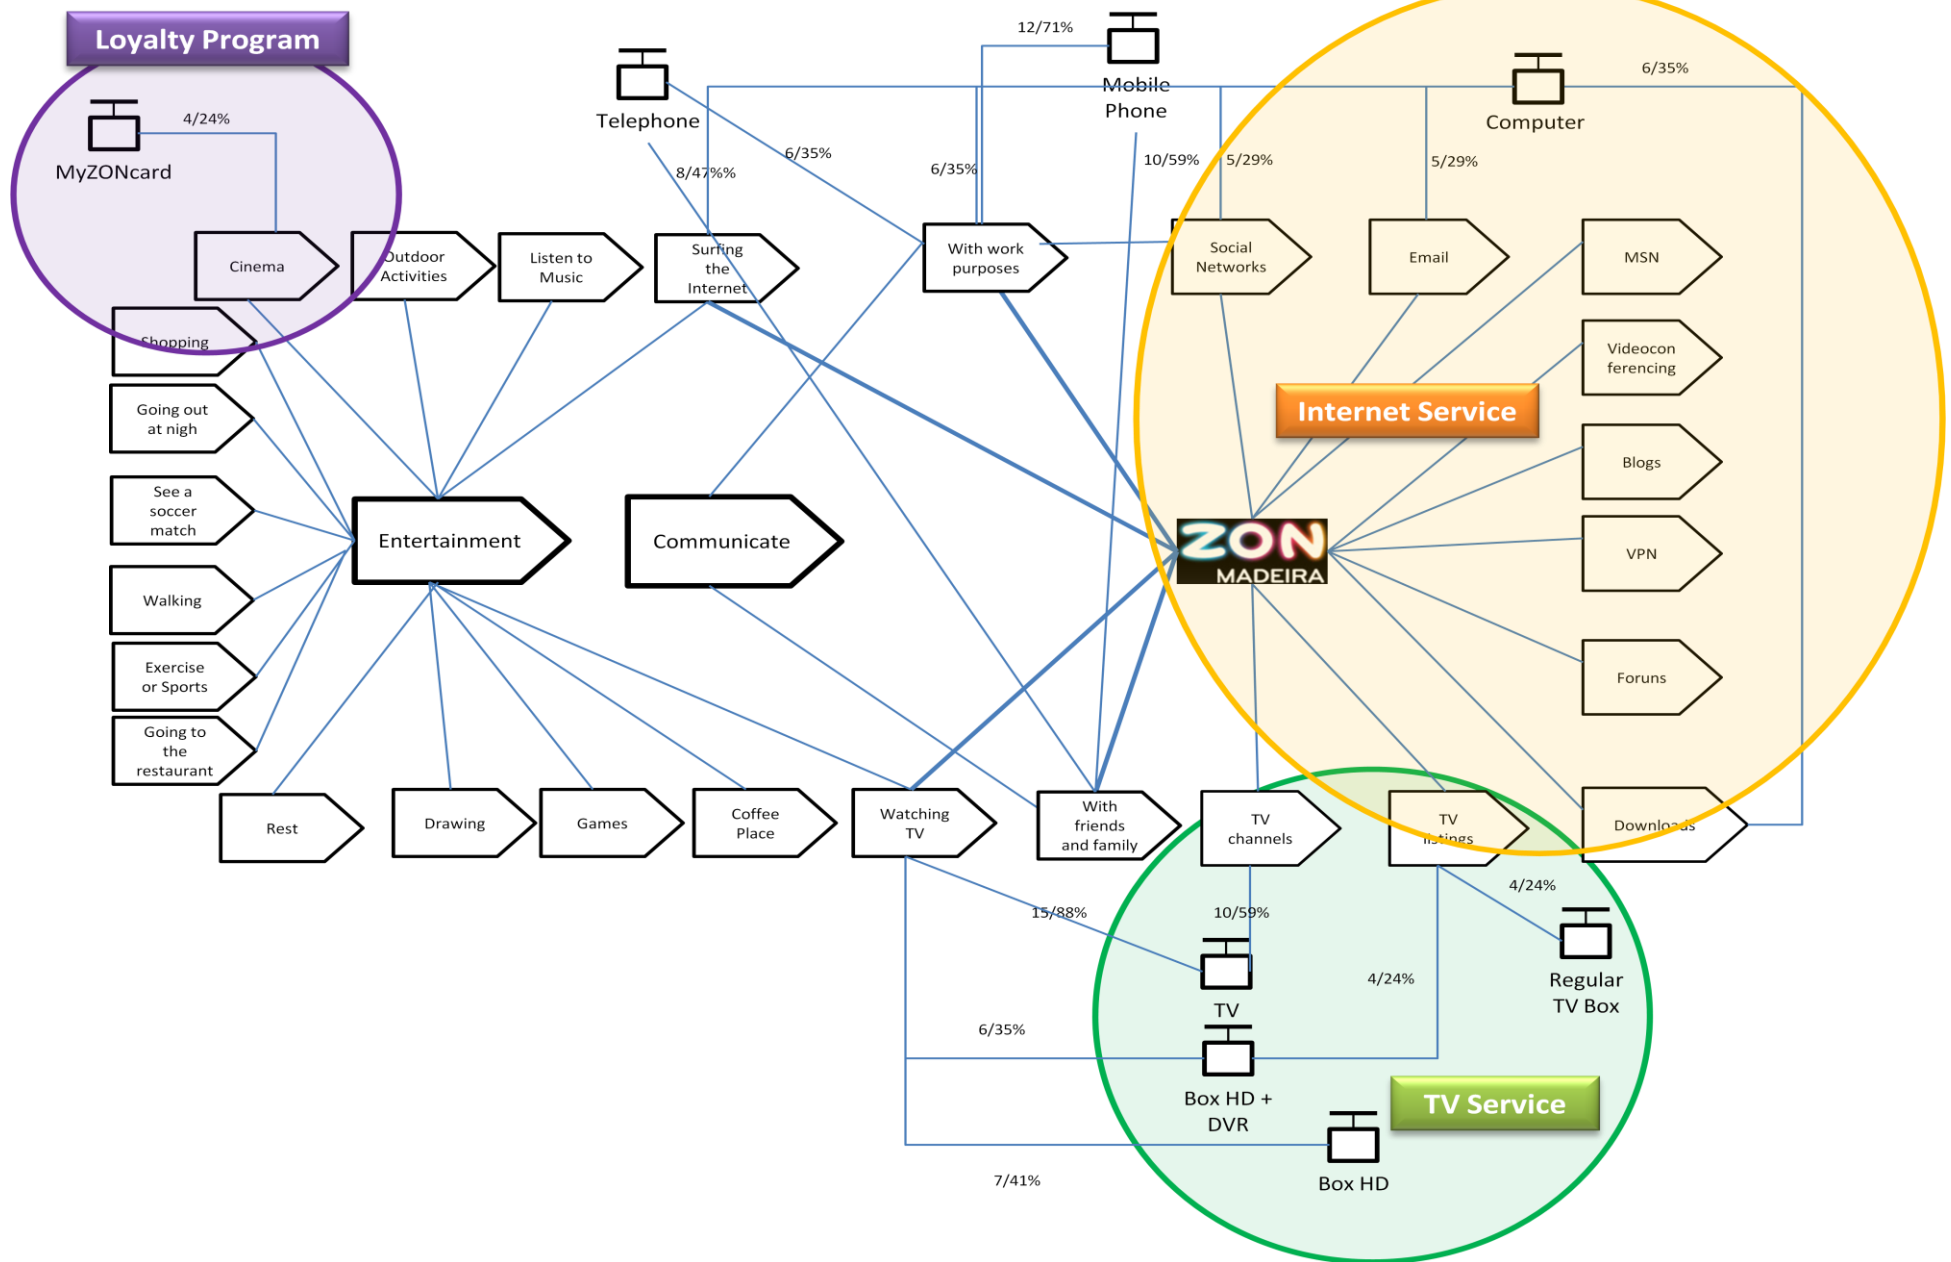 Loyalty Program
12/71%
6/35%
Mobile
Phone
Telephone
Computer
4/24%
MyZONcard
6/35%
8/47%%
6/35%
10/59%
5/29%
5/29%
Cinema
Outdoor
Activities
Listen to
Music
Surfing
the
Internet
With work
purposes
Social
Networks
Email
MSN
Shopping
Videocon
ferencing
Going out
at nigh
Internet Service
Blogs
See a
soccer
match
Entertainment
Communicate
ZON
MADEIRA
VPN
Walking
Exercise
or Sports
Foruns
Going to
the
restaurant
Rest
Drawing
Games
Coffee
Place
Watching
TV
With
friends
and family
TV
channels
TV
listings
Downloads
4/24%
15/88%
10/59%
4/24%
Regular
TV Box
TV
6/35%
Box HD +
DVR
TV Service
7/41%
Box HD